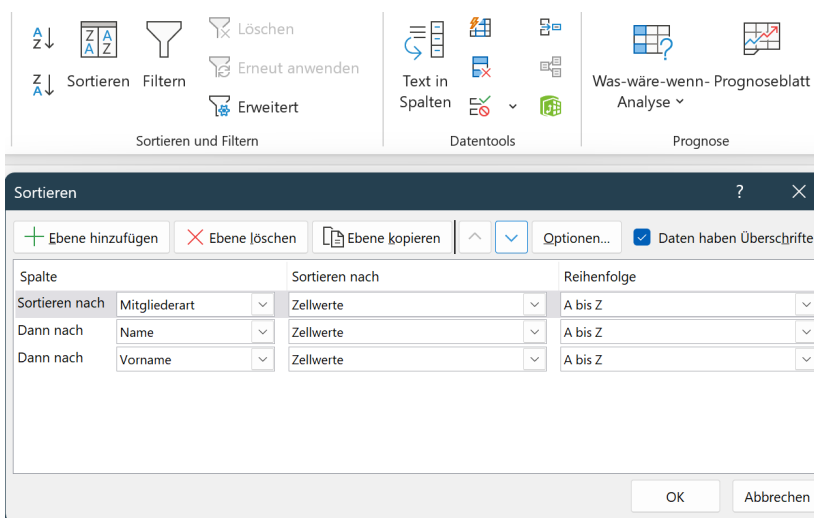 Löschen
Sortieren Filtern
Erneut anwenden
Erweitert
Text in
Spalten
Was-wäre-wenn-
Analyse
Prognoseblatt
Sortieren und Filtern
Datentools
Prognose
Sortieren ?
Ebene hinzufügen Ebene löschen Ebene kopieren Optionen... Daten haben Überschrifte
Spalte Sortieren nach Reihenfolge
Sortieren nach Mitgliederart Zellwerte A bis Z
Dann nach Name Zellwerte A bis Z
Dann nach Vorname Zellwerte A bis Z
OK Abbrechen